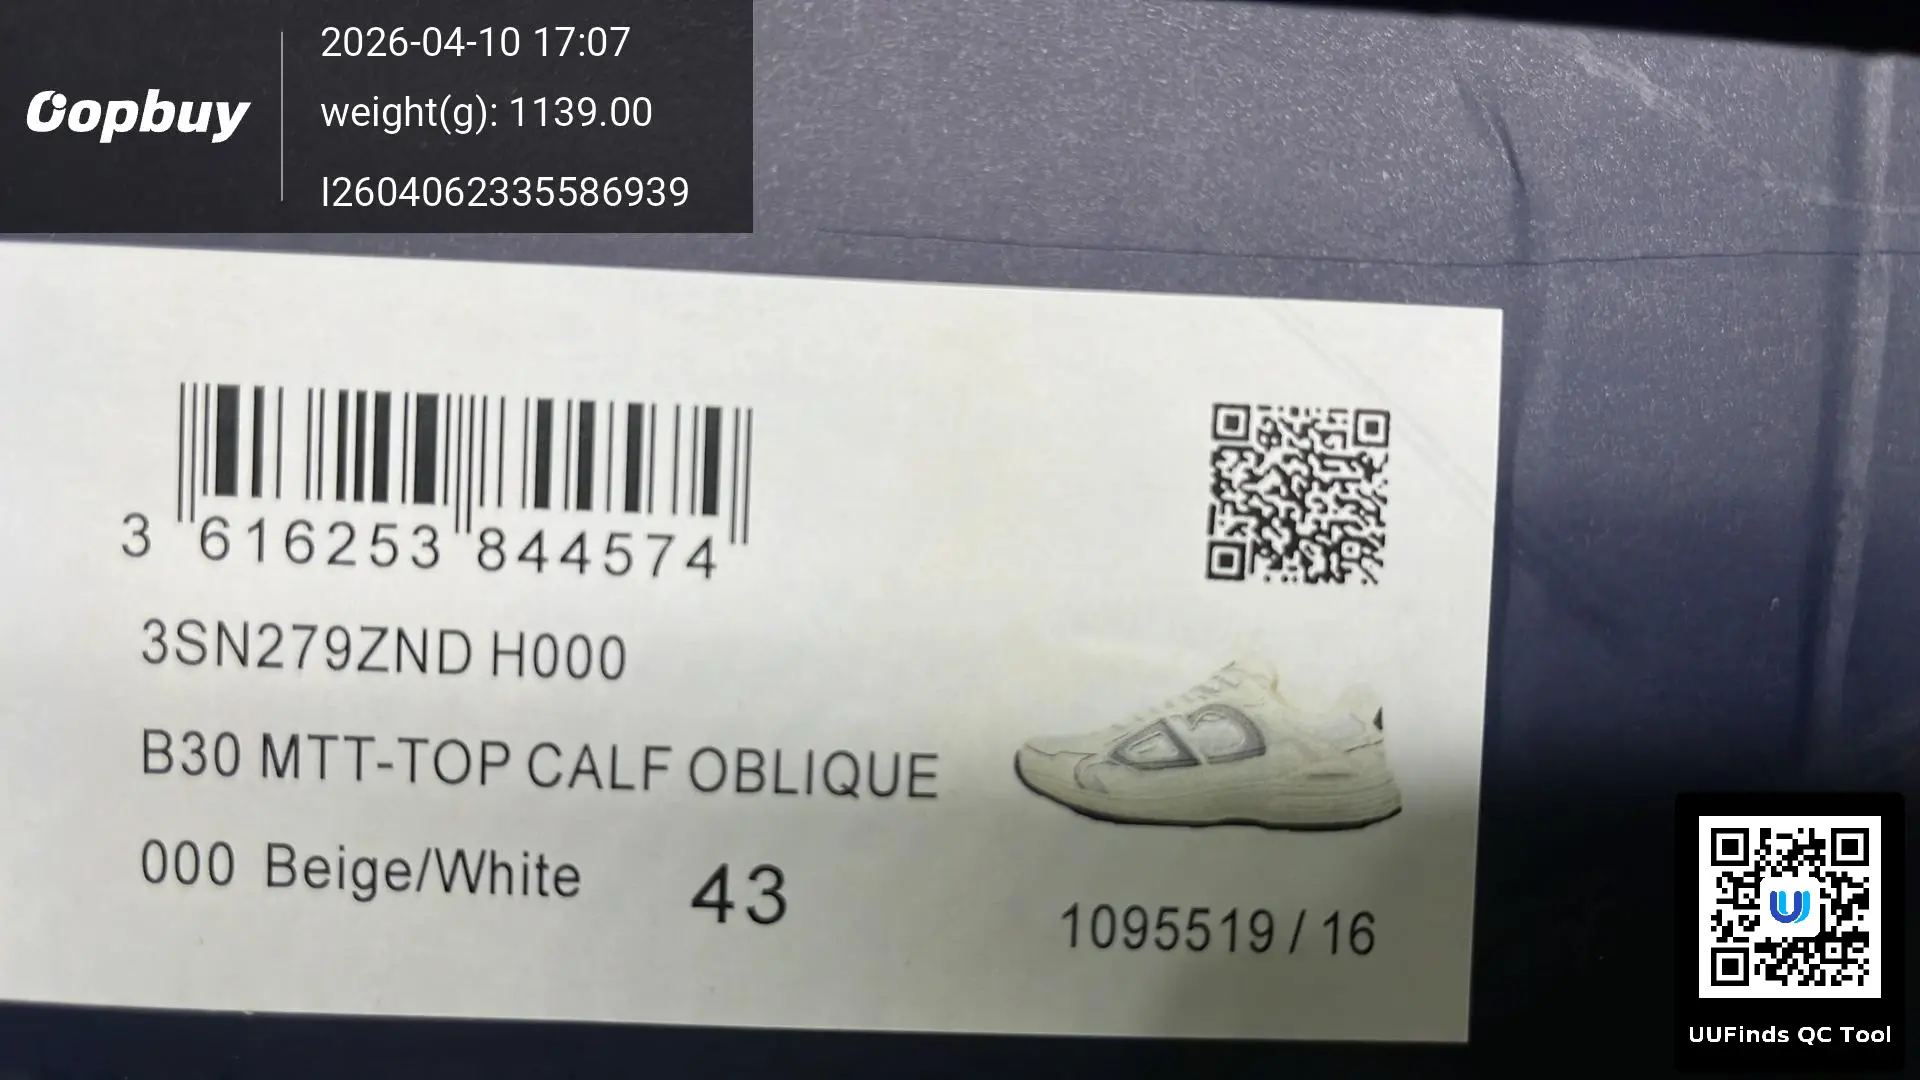 Oopbuy
2026-04-10 17:07
weight(g): 1139.00
I2604062335586939
3 616253 844574
3SN279ZND H000
B30 MTT-TOP CALF OBLIQUE
000 Beige/White 43
1095519 / 16
UUFinds QC Tool